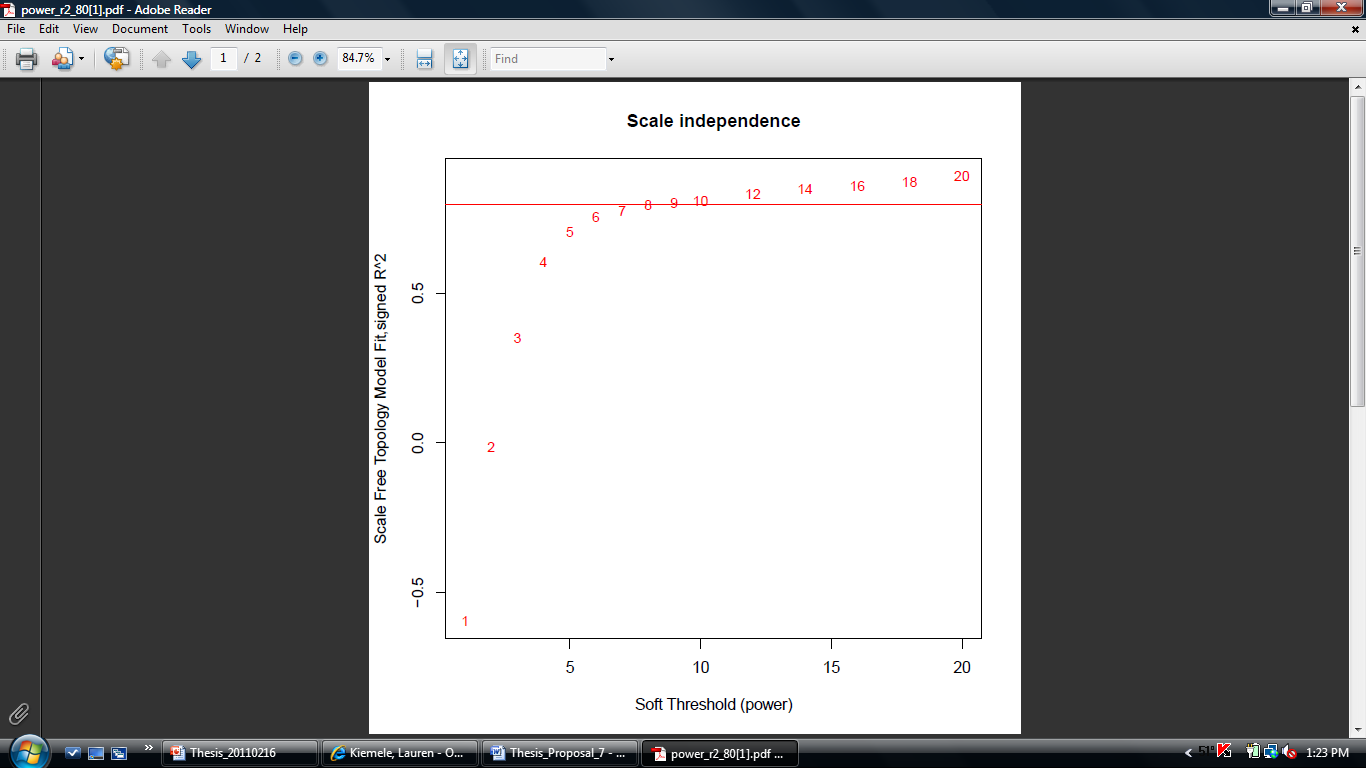 power_r2_80[1].pdf - Adobe Reader
File Edit View Document Tools Window Help
1 / 2 84.7% Find
Scale independence
Scale Free Topology Model Fit,signed R^2
0.5
0.0
−0.5
1
2
3
4
5
6
7
8
9
10
12
14
16
18
20
5 10 15 20
Soft Threshold (power)
Thesis_20110216 Kiemele, Lauren - O... Thesis_Proposal_7 - ... power_r2_80[1].pdf ... 51° 1:23 PM